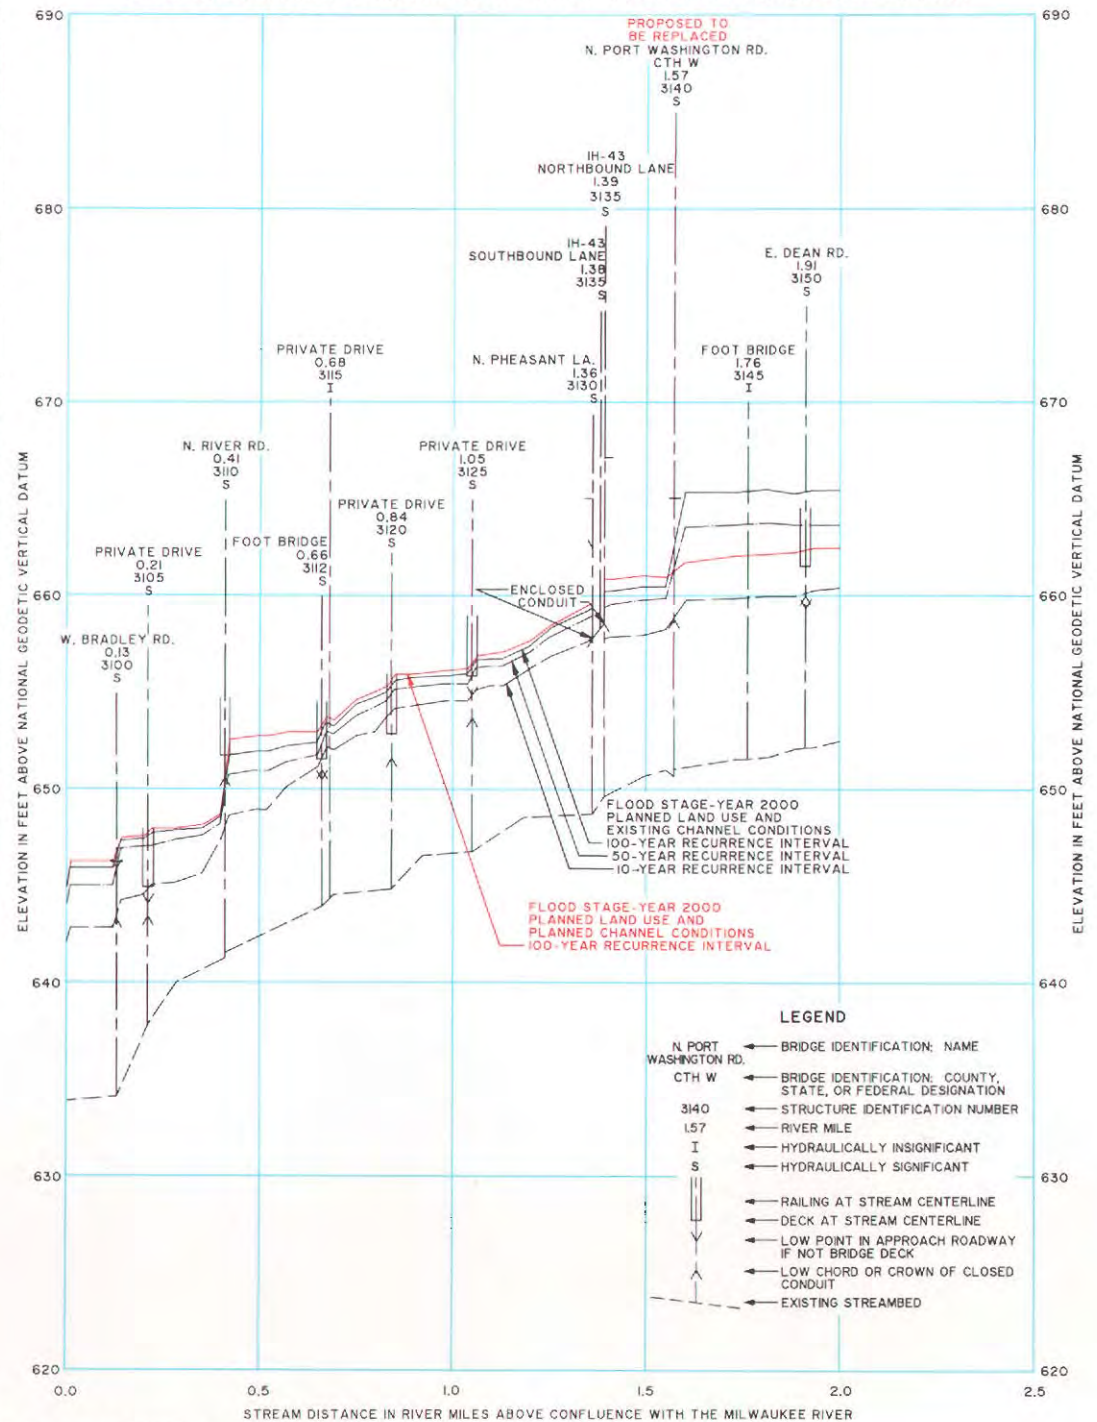 690
690
PROPOSED TO
BE REPLACED
N. PORT WASHINGTON RD.
CTH W
1.57
3140
S
IH-43
NORTHBOUND LANE
1.39
3135
S
680
680
IH-43
SOUTHBOUND LANE
1.38
3135
S
E. DEAN RD.
1.91
3150
S
PRIVATE DRIVE
0.68
3115
I
N. PHEASANT LA.
1.36
3130
S
FOOT BRIDGE
1.76
3145
I
670
670
N. RIVER RD.
0.41
3110
S
PRIVATE DRIVE
1.05
3125
S
PRIVATE DRIVE
0.84
3120
S
FOOT BRIDGE
0.66
3112
S
PRIVATE DRIVE
0.21
3105
S
ENCLOSED
CONDUIT
660
660
W. BRADLEY RD.
0.13
3100
S
650
650
FLOOD STAGE-YEAR 2000
PLANNED LAND USE AND
EXISTING CHANNEL CONDITIONS
100-YEAR RECURRENCE INTERVAL
50-YEAR RECURRENCE INTERVAL
10-YEAR RECURRENCE INTERVAL
FLOOD STAGE-YEAR 2000
PLANNED LAND USE AND
PLANNED CHANNEL CONDITIONS
100-YEAR RECURRENCE INTERVAL
640
640
LEGEND
N. PORT
WASHINGTON RD.
BRIDGE IDENTIFICATION: NAME
CTH W
BRIDGE IDENTIFICATION: COUNTY,
STATE, OR FEDERAL DESIGNATION
3140
STRUCTURE IDENTIFICATION NUMBER
1.57
RIVER MILE
I
HYDRAULICALLY INSIGNIFICANT
S
HYDRAULICALLY SIGNIFICANT
630
630
RAILING AT STREAM CENTERLINE
DECK AT STREAM CENTERLINE
LOW POINT IN APPROACH ROADWAY
IF NOT BRIDGE DECK
LOW CHORD OR CROWN OF CLOSED
CONDUIT
EXISTING STREAMBED
620
620
0.0
0.5
1.0
1.5
2.0
2.5
STREAM DISTANCE IN RIVER MILES ABOVE CONFLUENCE WITH THE MILWAUKEE RIVER
ELEVATION IN FEET ABOVE NATIONAL GEODETIC VERTICAL DATUM
ELEVATION IN FEET ABOVE NATIONAL GEODETIC VERTICAL DATUM